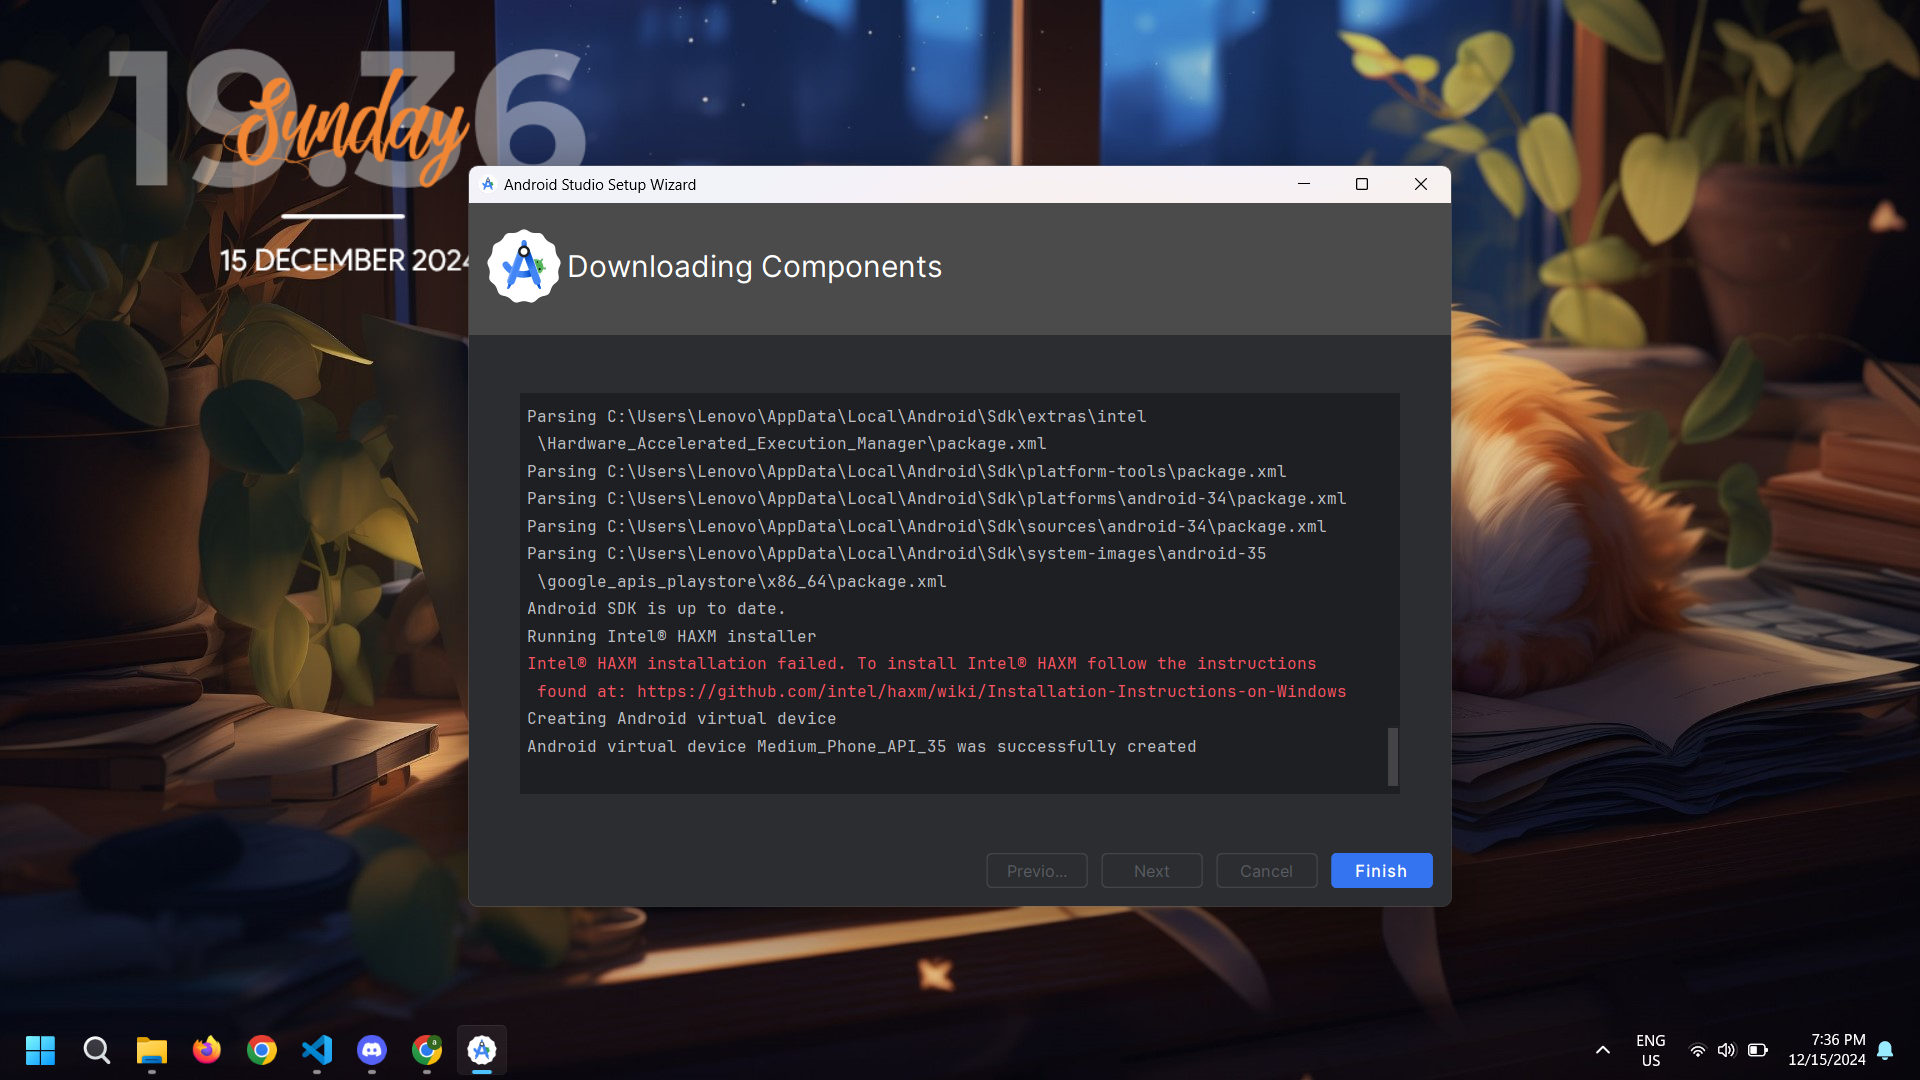 19.36
Sunday
15 DECEMBER 2024
Android Studio Setup Wizard
Downloading Components
Parsing C:\Users\Lenovo\AppData\Local\Android\Sdk\extras\intel
\Hardware_Accelerated_Execution_Manager\package.xml
Parsing C:\Users\Lenovo\AppData\Local\Android\Sdk\platform-tools\package.xml
Parsing C:\Users\Lenovo\AppData\Local\Android\Sdk\platforms\android-34\package.xml
Parsing C:\Users\Lenovo\AppData\Local\Android\Sdk\sources\android-34\package.xml
Parsing C:\Users\Lenovo\AppData\Local\Android\Sdk\system-images\android-35
\google_apis_playstore\x86_64\package.xml
Android SDK is up to date.
Running Intel® HAXM installer
Intel® HAXM installation failed. To install Intel® HAXM follow the instructions
found at: https://github.com/intel/haxm/wiki/Installation-Instructions-on-Windows
Creating Android virtual device
Android virtual device Medium_Phone_API_35 was successfully created
Previo...
Next
Cancel
Finish
a
ENG
US
7:36 PM
12/15/2024